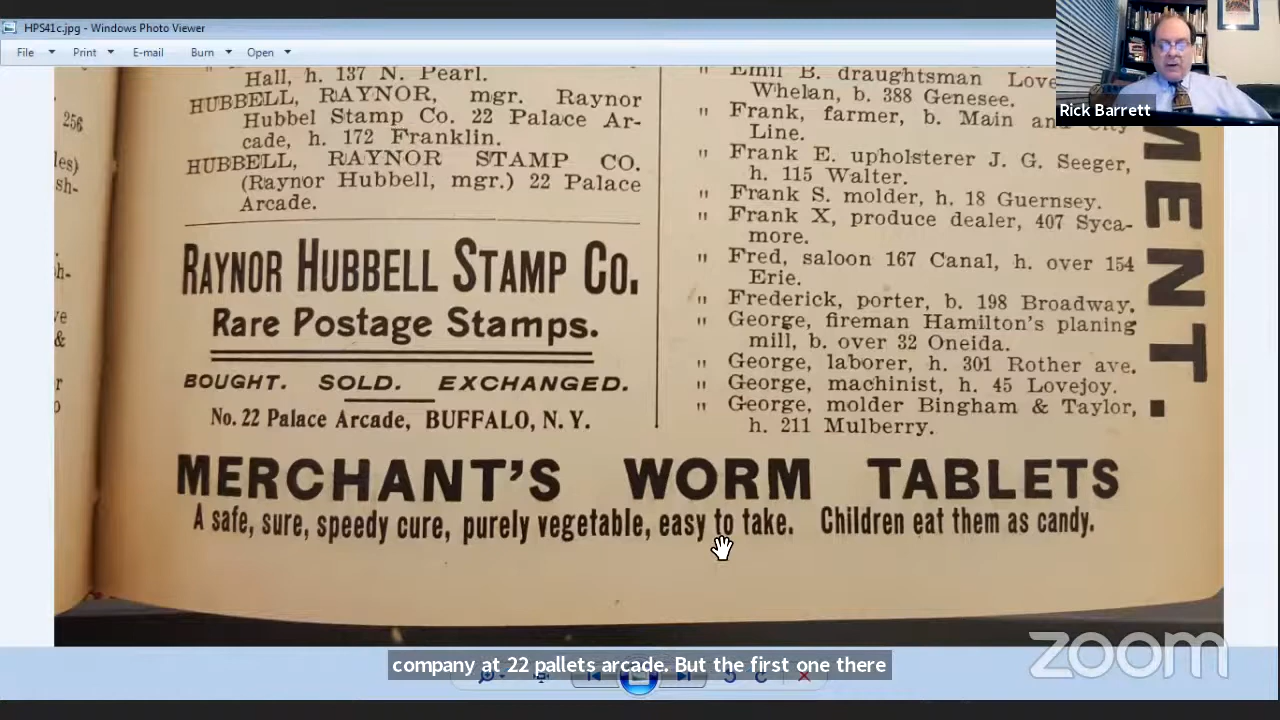 HPS41c.jpg - Windows Photo Viewer
File Print E-mail Burn Open
Rick Barrett
256
les)
sh-
h-
ve
&
r
o
Hall, h. 137 N. Pearl.
HUBBELL, RAYNOR, mgr. Raynor
Hubbel Stamp Co. 22 Palace Ar-
cade, h. 172 Franklin.
HUBBELL, RAYNOR STAMP CO.
(Raynor Hubbell, mgr.) 22 Palace
Arcade.
RAYNOR HUBBELL STAMP CO.
Rare Postage Stamps.
BOUGHT. SOLD. EXCHANGED.
No. 22 Palace Arcade, BUFFALO, N. Y.
" Emil B. draughtsman Love
Whelan, b. 388 Genesee.
" Frank, farmer, b. Main and City
Line.
" Frank E. upholsterer J. G. Seeger,
h. 115 Walter.
" Frank S. molder, h. 18 Guernsey.
" Frank X, produce dealer, 407 Syca-
more.
" Fred, saloon 167 Canal, h. over 154
Erie.
" Frederick, porter, b. 198 Broadway.
" George, fireman Hamilton's planing
mill, b. over 32 Oneida.
" George, laborer, h. 301 Rother ave.
" George, machinist, h. 45 Lovejoy.
" George, molder Bingham & Taylor,
h. 211 Mulberry.
MENT.
MERCHANT'S WORM TABLETS
A safe, sure, speedy cure, purely vegetable, easy to take. Children eat them as candy.
zoom
company at 22 pallets arcade. But the first one there